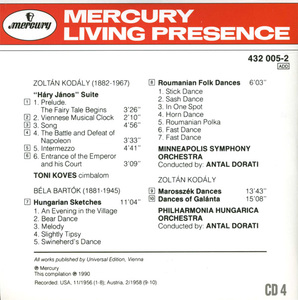 mercury
MERCURY
LIVING PRESENCE
432 005-2
ADD
ZOLTÁN KODÁLY (1882-1967)
"Háry János" Suite
1 1. Prelude.
The Fairy Tale Begins 3'26"
2 2. Viennese Musical Clock 2'10"
3 3. Song 4'56"
4 4. The Battle and Defeat of
Napoleon 3'33"
5 5. Intermezzo 4'41"
6 6. Entrance of the Emperor
and his Court 3'09"
TONI KOVES cimbalom
BÉLA BARTÓK (1881-1945)
7 Hungarian Sketches 11'04"
1. An Evening in the Village
2. Bear Dance
3. Melody
4. Slightly Tipsy
5. Swineherd's Dance
8 Roumanian Folk Dances 6'03"
1. Stick Dance
2. Sash Dance
3. In One Spot
4. Horn Dance
5. Roumanian Polka
6. Fast Dance
7. Fast Dance
MINNEAPOLIS SYMPHONY
ORCHESTRA
Conducted by ANTAL DORATI
ZOLTÁN KODÁLY
9 Marosszék Dances 13'43"
10 Dances of Galánta 15'08"
PHILHARMONIA HUNGARICA
ORCHESTRA
Conducted by ANTAL DORATI
All works published by Universal Edition, Vienna
℗ Mercury
This compilation ℗ 1990
Recorded: USA, 11/1956 (1-8); Austria, 2/1958 (9-10)
CD 4